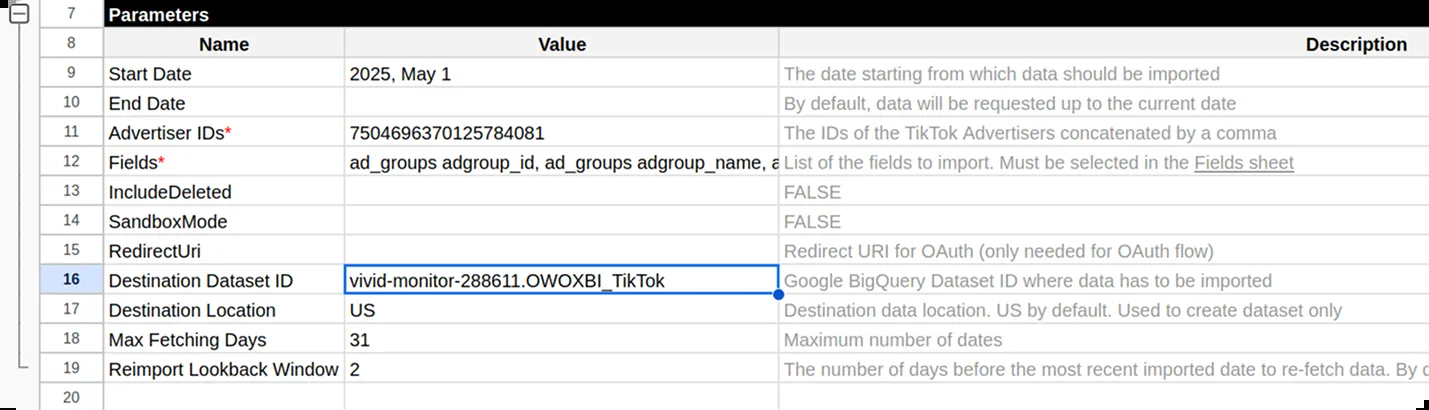 7 Parameters
8 Name Value Description
9 Start Date 2025, May 1 The date starting from which data should be imported
10 End Date By default, data will be requested up to the current date
11 Advertiser IDs* 7504696370125784081 The IDs of the TikTok Advertisers concatenated by a comma
12 Fields* ad_groups adgroup_id, ad_groups adgroup_name, a List of the fields to import. Must be selected in the Fields sheet
13 IncludeDeleted FALSE
14 SandboxMode FALSE
15 RedirectUri Redirect URI for OAuth (only needed for OAuth flow)
16 Destination Dataset ID vivid-monitor-288611.OWOXBI_TikTok Google BigQuery Dataset ID where data has to be imported
17 Destination Location US Destination data location. US by default. Used to create dataset only
18 Max Fetching Days 31 Maximum number of dates
19 Reimport Lookback Window 2 The number of days before the most recent imported date to re-fetch data. By
20